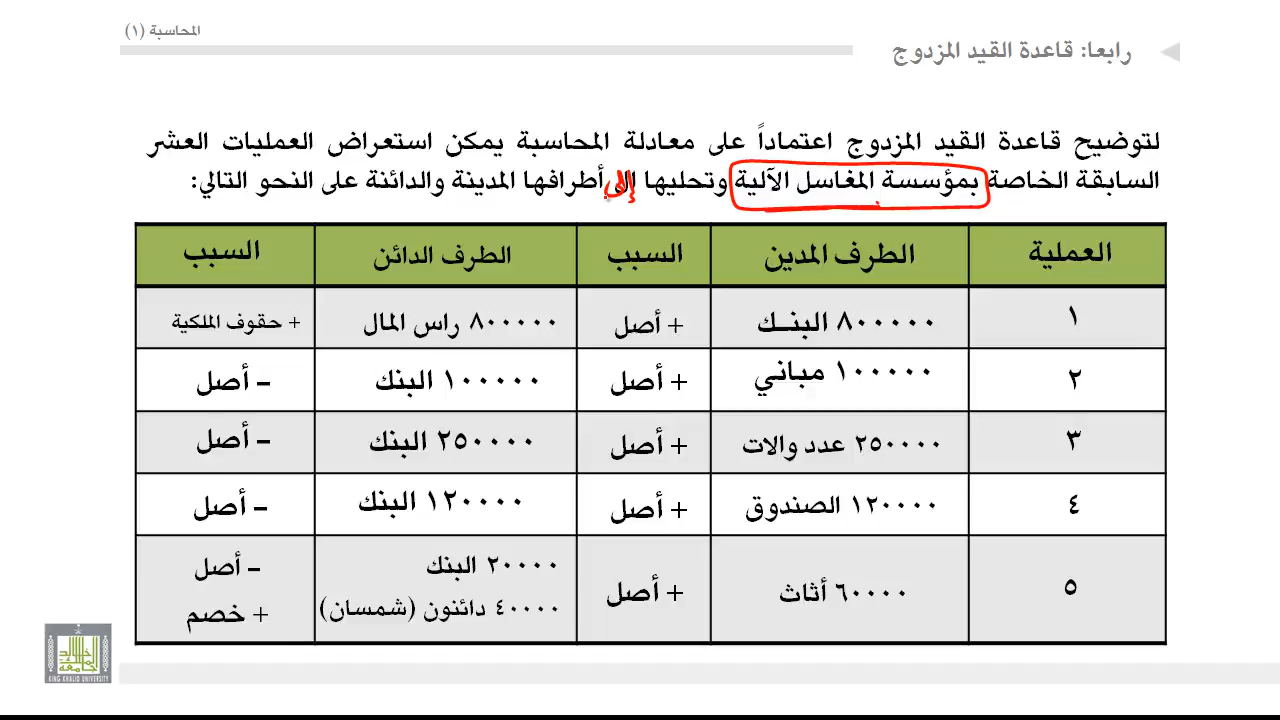 المحاسبة (١)
رابعا: قاعدة القيد المزدوج
لتوضيح قاعدة القيد المزدوج اعتماداً على معادلة المحاسبة يمكن استعراض العمليات العشر
السابقة الخاصة بمؤسسة المغاسل الآلية وتحليها إلى أطرافها المدينة والدائنة على النحو التالي:
العملية الطرف المدين السبب الطرف الدائن السبب
١ ٨٠٠٠٠٠ البنـك + أصل ٨٠٠٠٠٠ راس المال + حقوف الملكية
٢ ١٠٠٠٠٠ مباني + أصل ١٠٠٠٠٠ البنك – أصل
٣ ٢٥٠٠٠٠ عدد والات + أصل ٢٥٠٠٠٠ البنك – أصل
٤ ١٢٠٠٠٠ الصندوق + أصل ١٢٠٠٠٠ البنك – أصل
٥ ٦٠٠٠٠ أثاث + أصل ٢٠٠٠٠ البنك – أصل
٤٠٠٠٠ دائنون (شمسان) + خصم
KING KHALID UNIVERSITY